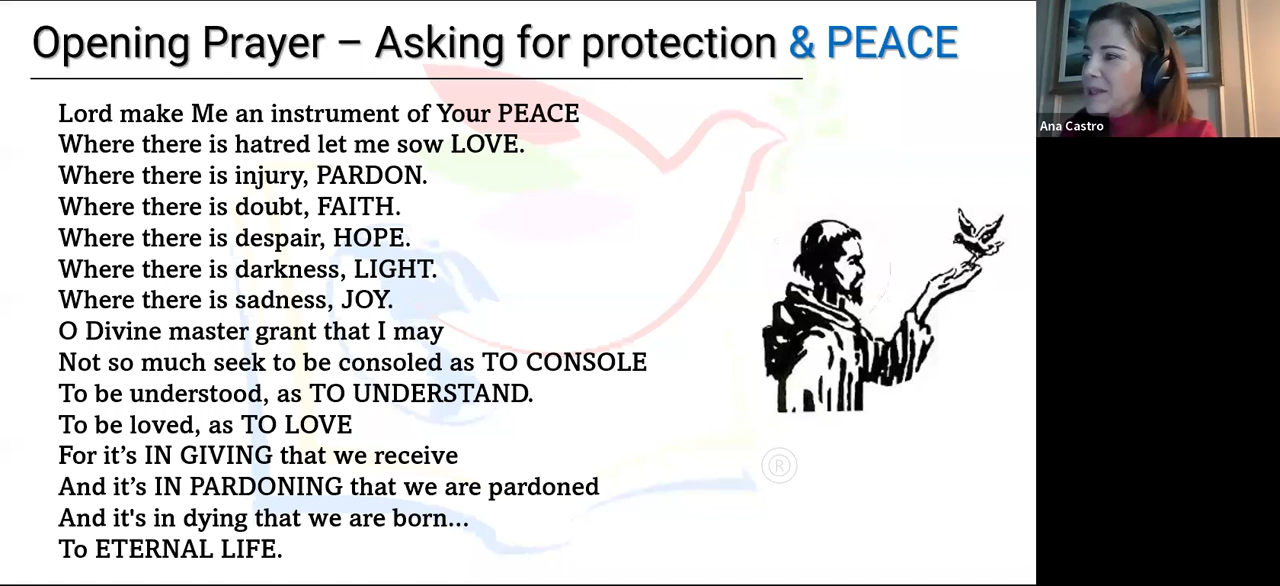 Opening Prayer – Asking for protection & PEACE
Lord make Me an instrument of Your PEACE
Where there is hatred let me sow LOVE.
Where there is injury, PARDON.
Where there is doubt, FAITH.
Where there is despair, HOPE.
Where there is darkness, LIGHT.
Where there is sadness, JOY.
O Divine master grant that I may
Not so much seek to be consoled as TO CONSOLE
To be understood, as TO UNDERSTAND.
To be loved, as TO LOVE
For it’s IN GIVING that we receive
And it’s IN PARDONING that we are pardoned
And it's in dying that we are born...
To ETERNAL LIFE.
®
Ana Castro